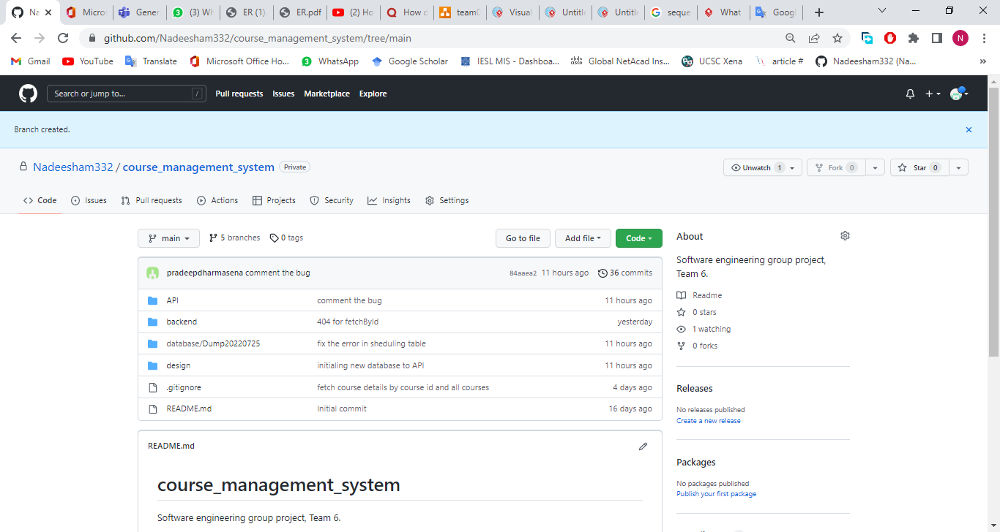 Na Micro: Gener (3) Wh ER (1). ER.pdf (2) Ho How c team( Visual Untitle Untitle seque What Goog
github.com/Nadeesham332/course_management_system/tree/main N
Gmail YouTube Translate Microsoft Office Ho... 3 WhatsApp Google Scholar IESL MIS - Dashboa... Global NetAcad Ins... UCSC Xena article # Nadeesham332 (Na... »
Search or jump to... / Pull requests Issues Marketplace Explore
Branch created.
Nadeesham332 / course_management_system Private Unwatch 1 Fork 0 Star 0
Code Issues Pull requests Actions Projects Security Insights Settings
main 5 branches 0 tags Go to file Add file Code
pradeepdharmasena comment the bug 84aaea2 11 hours ago 36 commits
API comment the bug 11 hours ago
backend 404 for fetchById yesterday
database/Dump20220725 fix the error in sheduling table 11 hours ago
design initialing new database to API 11 hours ago
.gitignore fetch course details by course id and all courses 4 days ago
README.md Initial commit 16 days ago
README.md
course_management_system
Software engineering group project, Team 6.
About
Software engineering group project,
Team 6.
Readme
0 stars
1 watching
0 forks
Releases
No releases published
Create a new release
Packages
No packages published
Publish your first package